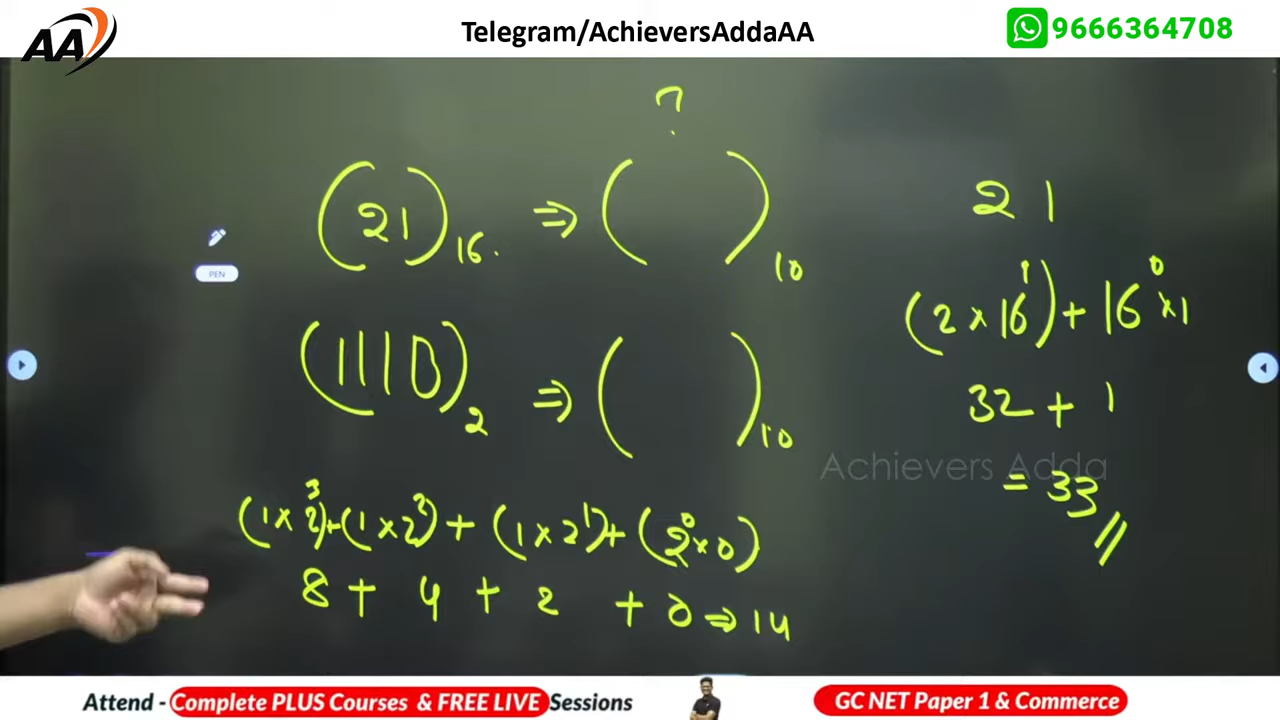 AA
Telegram/AchieversAddaAA
9666364708
?
(21)₁₆ ⇒ ( )₁₀
(1110)₂ ⇒ ( )₁₀
(1×2³)+(1×2²)+(1×2¹)+(2⁰×0)
8 + 4 + 2 + 0 ⇒ 14
21
(2×16¹)+16⁰×1
32 + 1
= 33 //
PEN
Achievers Adda
Attend - Complete PLUS Courses & FREE LIVE Sessions
GC NET Paper 1 & Commerce